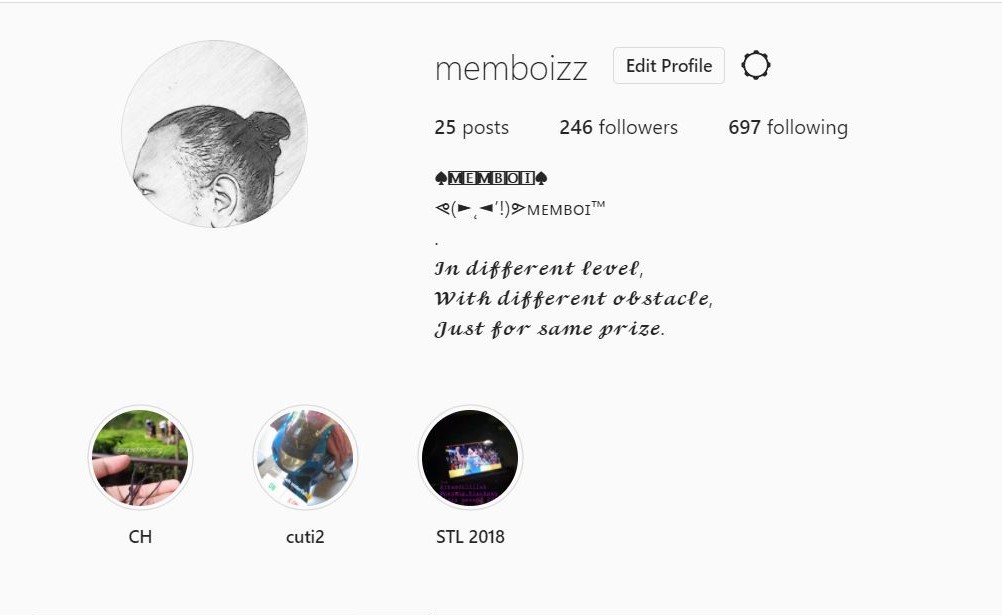 memboizz Edit Profile
25 posts 246 followers 697 following
♠🄼🄴🄼🄱🄾🄸♠
⋖(►˛◄'!)⋗ᴍᴇᴍʙᴏɪ™
.
𝓘𝓷 𝓭𝓲𝓯𝓯𝓮𝓻𝓮𝓷𝓽 𝓵𝓮𝓿𝓮𝓵,
𝓦𝓲𝓽𝓱 𝓭𝓲𝓯𝓯𝓮𝓻𝓮𝓷𝓽 𝓸𝓫𝓼𝓽𝓪𝓬𝓵𝓮,
𝓙𝓾𝓼𝓽 𝓯𝓸𝓻 𝓼𝓪𝓶𝓮 𝓹𝓻𝓲𝔃𝓮.
CH cuti2 STL 2018